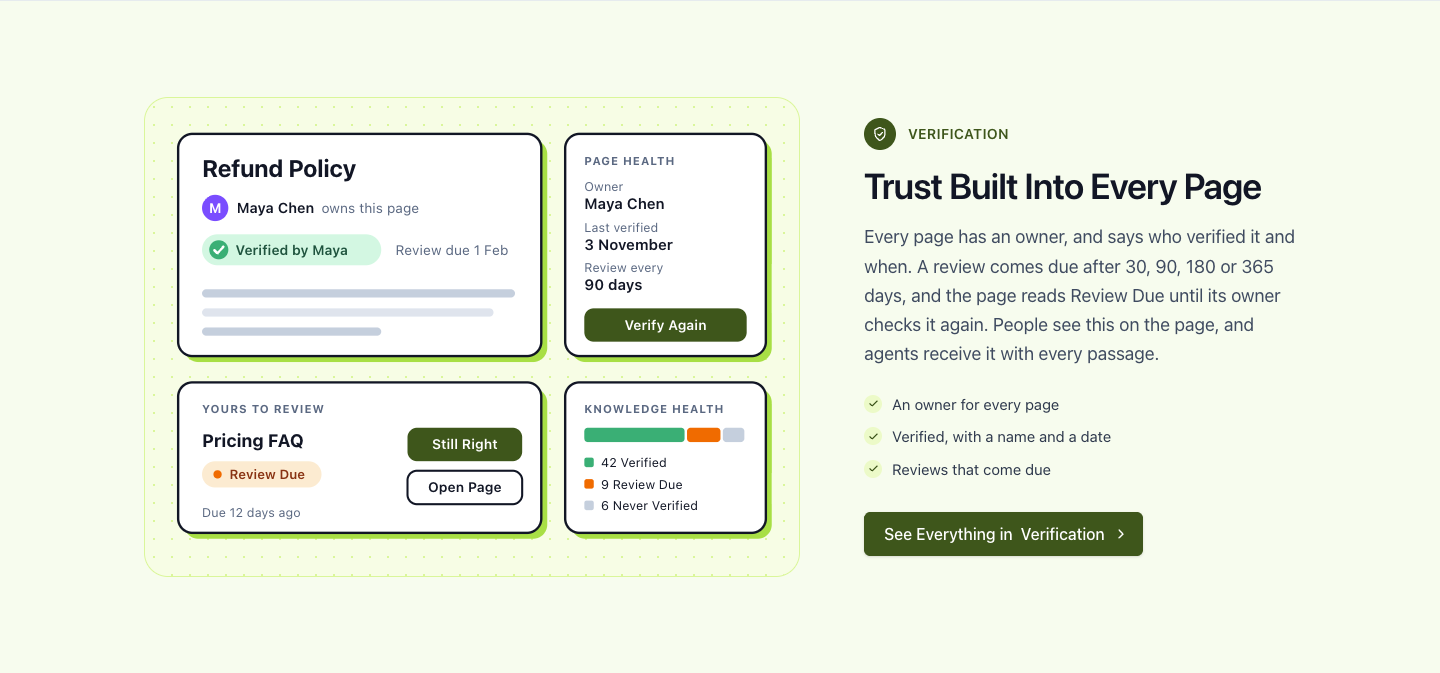 Refund Policy
M
Maya Chen owns this page
Verified by Maya
Review due 1 Feb
PAGE HEALTH
Owner
Maya Chen
Last verified
3 November
Review every
90 days
Verify Again
YOURS TO REVIEW
Pricing FAQ
Review Due
Due 12 days ago
Still Right
Open Page
KNOWLEDGE HEALTH
42 Verified
9 Review Due
6 Never Verified
VERIFICATION
Trust Built Into Every Page
Every page has an owner, and says who verified it and
when. A review comes due after 30, 90, 180 or 365
days, and the page reads Review Due until its owner
checks it again. People see this on the page, and
agents receive it with every passage.
An owner for every page
Verified, with a name and a date
Reviews that come due
See Everything in Verification